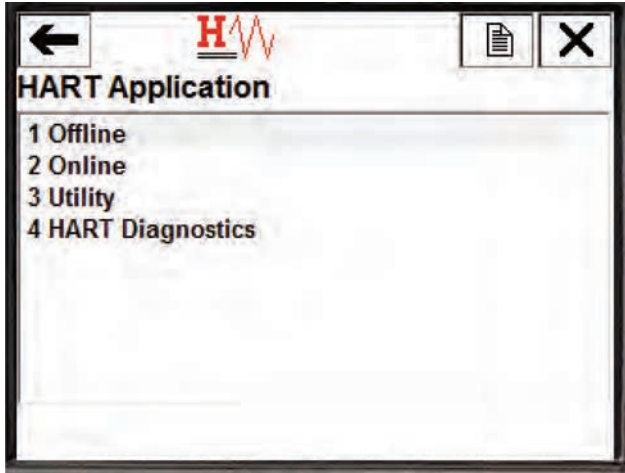 H
HART Application
1 Offline
2 Online
3 Utility
4 HART Diagnostics